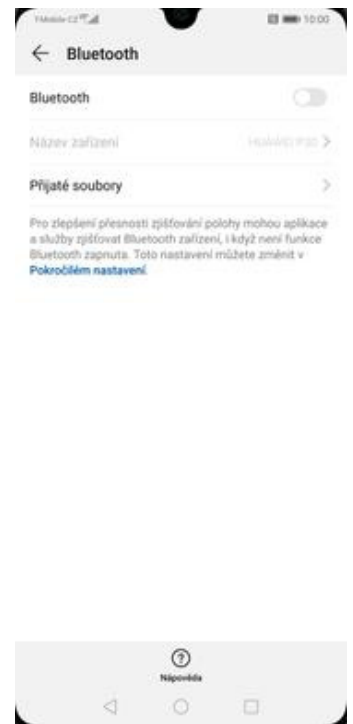 T-Mobile CZ 10:00
Bluetooth
Bluetooth
Název zařízení HUAWEI P30
Přijaté soubory
Pro zlepšení přesnosti zjišťování polohy mohou aplikace
a služby zjišťovat Bluetooth zařízení, i když není funkce
Bluetooth zapnuta. Toto nastavení můžete změnit v
Pokročilém nastavení.
Nápověda